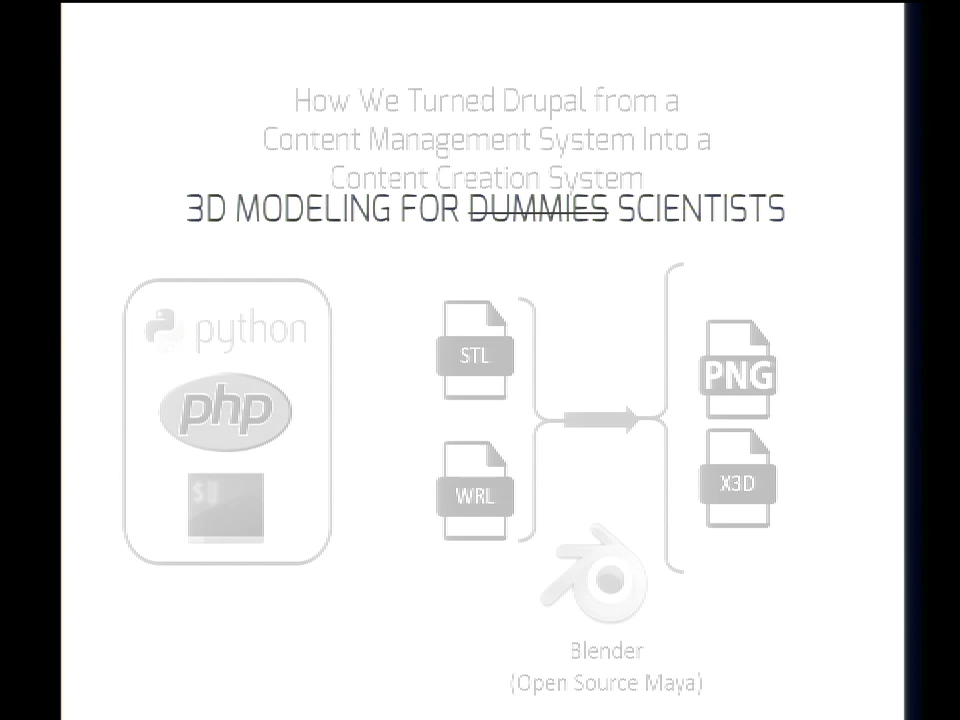 How We Turned Drupal from a
Content Management System Into a
Content Creation System
3D MODELING FOR DUMMIES SCIENTISTS
python
php
STL
WRL
PNG
X3D
Blender
(Open Source Maya)